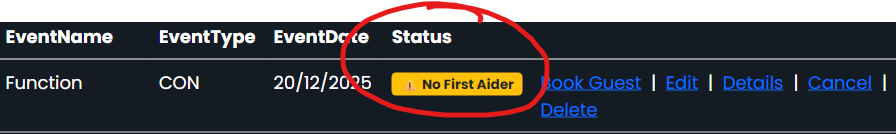 EventName EventType EventDate Status
Function CON 20/12/2025 ⚠️ No First Aider Book Guest | Edit | Details | Cancel |
Delete